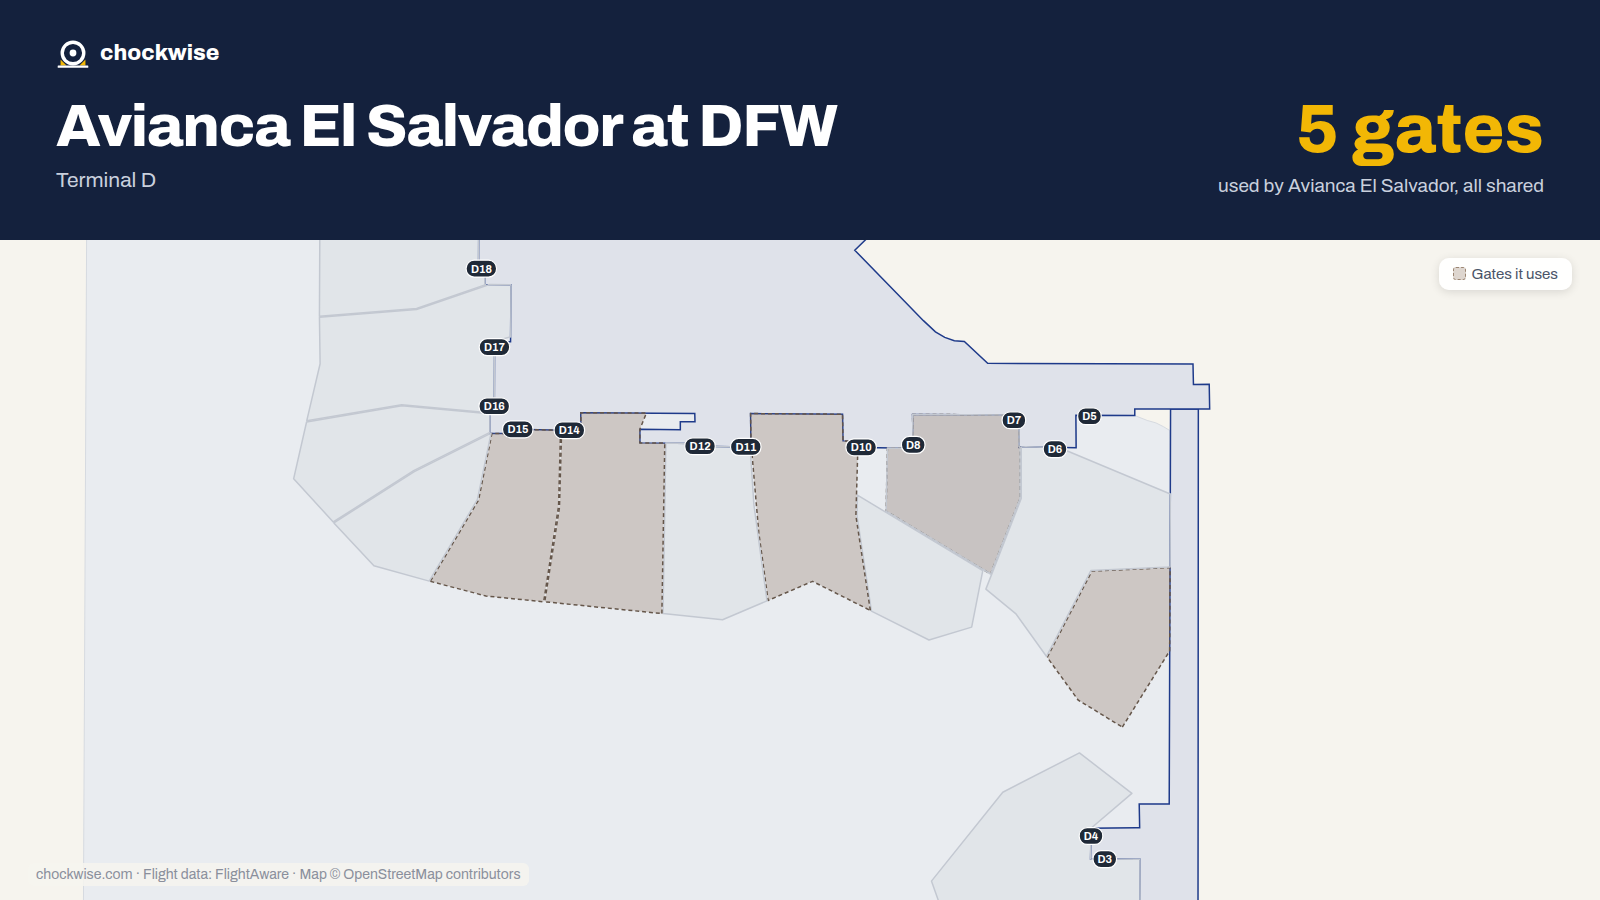 chockwise
Avianca El Salvador at DFW
Terminal D
5 gates
used by Avianca El Salvador, all shared
Gates it uses
D18
D17
D16
D15
D14
D12
D11
D10
D8
D7
D6
D5
D4
D3
chockwise.com · Flight data: FlightAware · Map © OpenStreetMap contributors